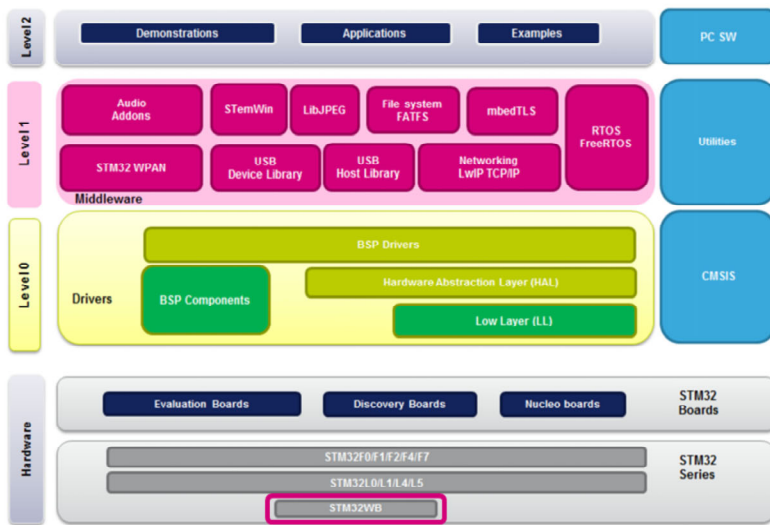 Level2
Demonstrations
Applications
Examples
PC SW
Level1
Audio
Addons
STemWin
LibJPEG
File system
FATFS
mbedTLS
RTOS
FreeRTOS
Utilities
STM32 WPAN
USB
Device Library
USB
Host Library
Networking
LwIP TCP/IP
Middleware
Level0
BSP Drivers
CMSIS
Drivers
BSP Components
Hardware Abstraction Layer (HAL)
Low Layer (LL)
Hardware
Evaluation Boards
Discovery Boards
Nucleo boards
STM32
Boards
STM32F0/F1/F2/F4/F7
STM32
Series
STM32L0/L1/L4/L5
STM32WB